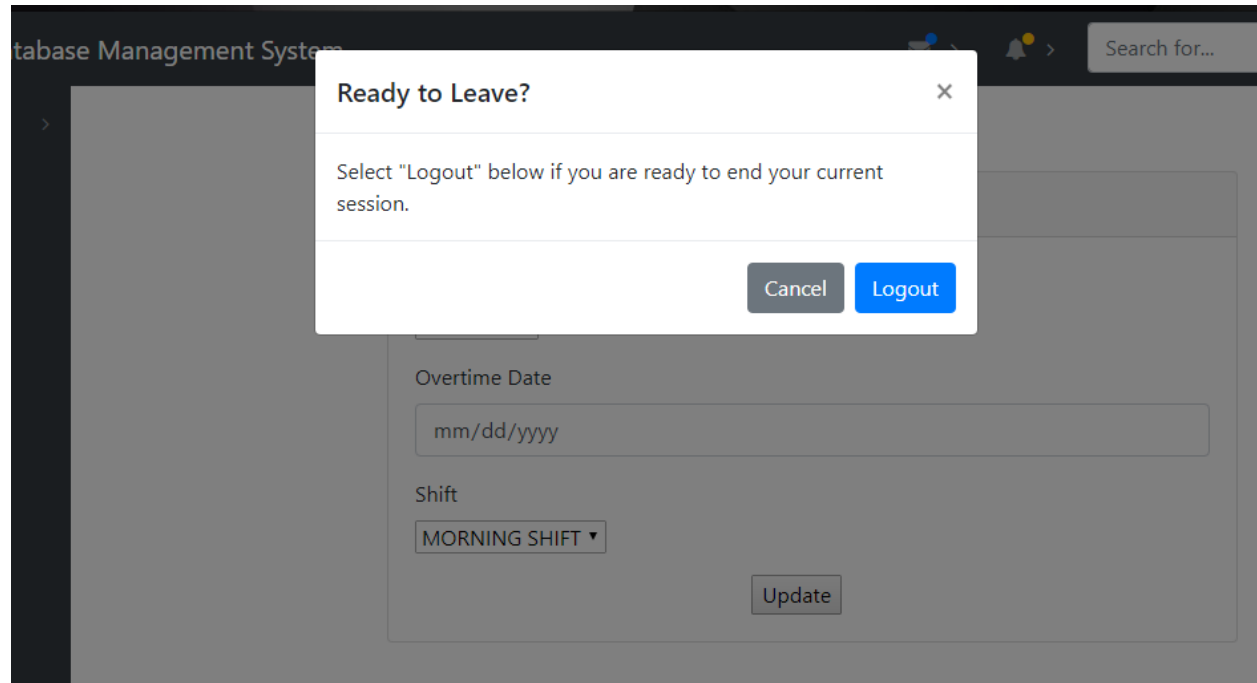 tabase Management System
Search for...
Ready to Leave?
×
Select "Logout" below if you are ready to end your current
session.
Cancel Logout
Overtime Date
mm/dd/yyyy
Shift
MORNING SHIFT
Update